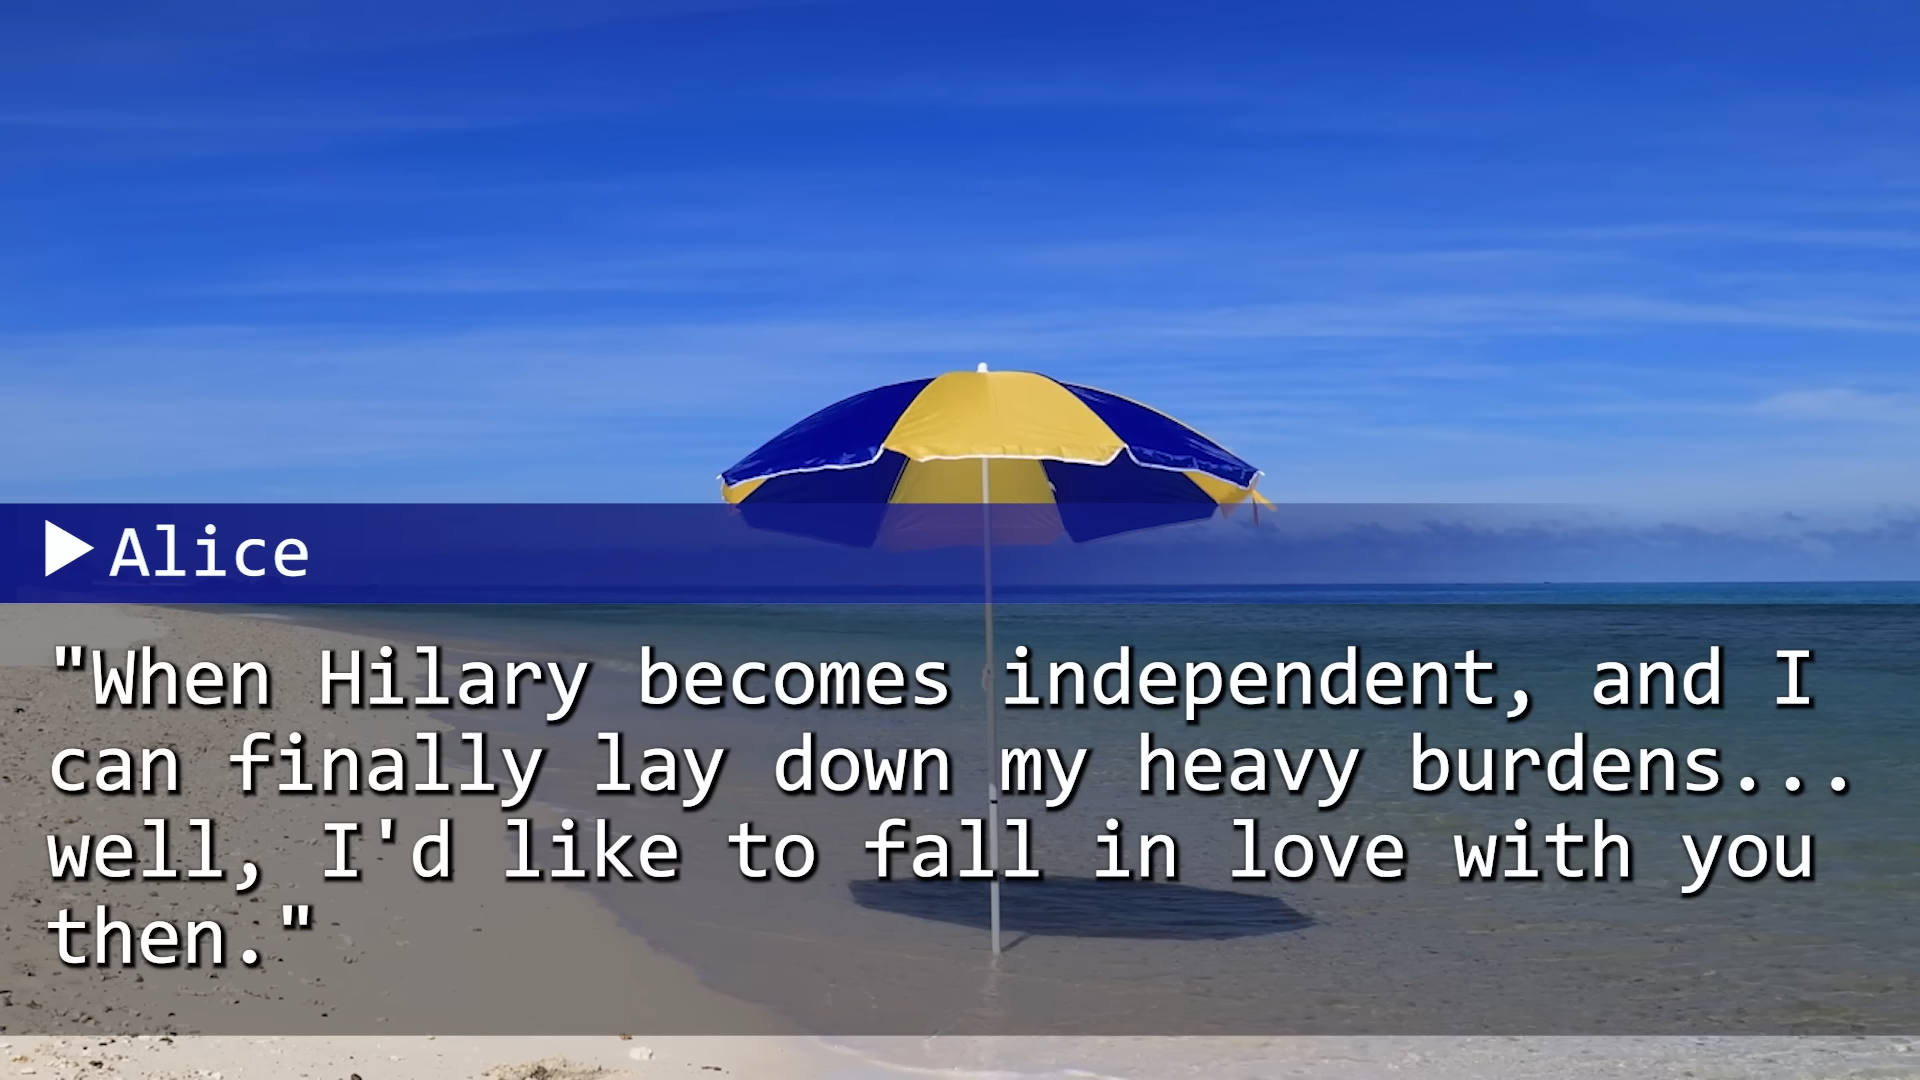 Alice
"When Hilary becomes independent, and I
can finally lay down my heavy burdens...
well, I'd like to fall in love with you
then."